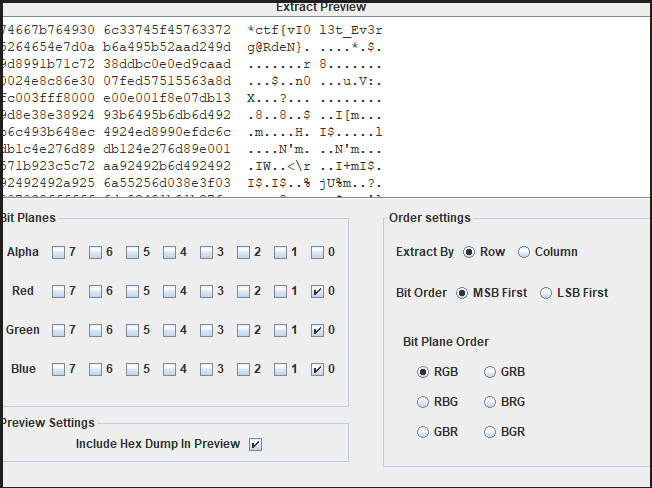 Extract Preview
74667b764930 6c33745f45763372 *ctf{vI0 l3t_Ev3r
5264654e7d0a b6a495b52aad249d g@RdeN}. ....*.$.
9d8991b71c72 38ddbc0e0ed9caad .......r 8.......
0024e8c86e30 07fed57515563a8d ...$..n0 ...u.V:.
fc003fff8000 e00e001f8e07db13 X...?... ........
9d8e38e38924 93b6495b6db6d492 .8..8..$ ..I[m...
b6c493b648ec 4924ed8990efdc6c .m....H. I$.....l
db1c4e276d89 db124e276d89e001 ....N'm. ..N'm...
571b923c5c72 aa92492b6d492492 .IW..<\r ..I+mI$.
92492492a925 6a55256d038e3f03 I$.I$..% jU%m..?.
Bit Planes
Alpha 7 6 5 4 3 2 1 0
Red 7 6 5 4 3 2 1 0
Green 7 6 5 4 3 2 1 0
Blue 7 6 5 4 3 2 1 0
Preview Settings
Include Hex Dump In Preview
Order settings
Extract By Row Column
Bit Order MSB First LSB First
Bit Plane Order
RGB GRB
RBG BRG
GBR BGR